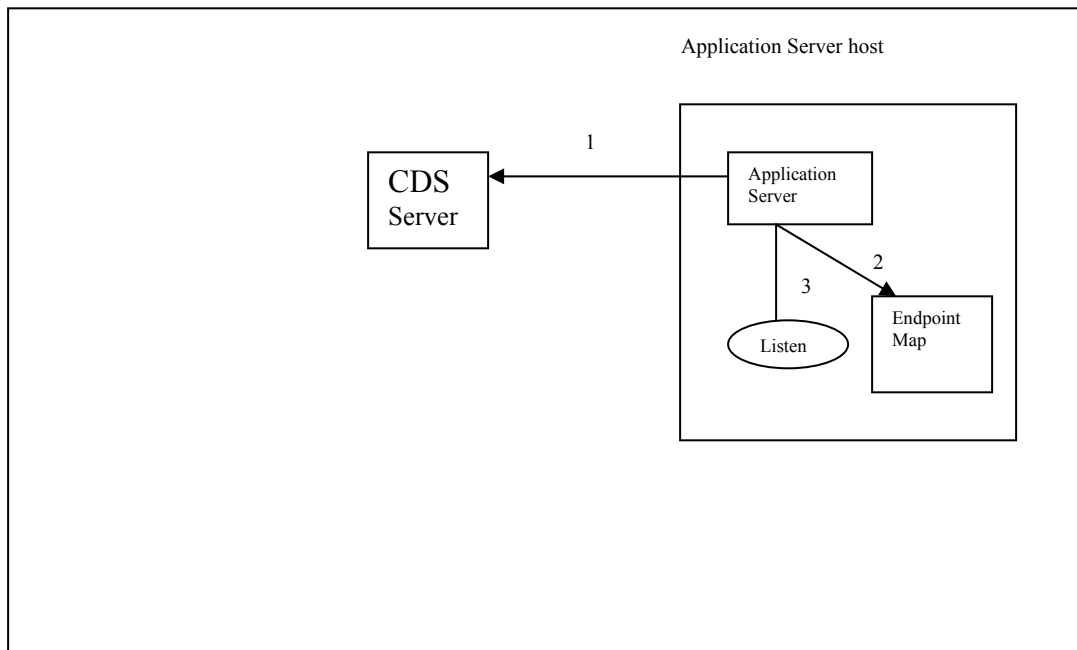 Application Server host
1
CDS
Server
Application
Server
2
3
Endpoint
Map
Listen